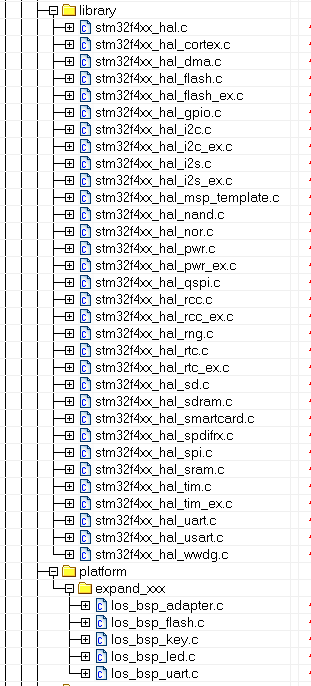 library
stm32f4xx_hal.c
stm32f4xx_hal_cortex.c
stm32f4xx_hal_dma.c
stm32f4xx_hal_flash.c
stm32f4xx_hal_flash_ex.c
stm32f4xx_hal_gpio.c
stm32f4xx_hal_i2c.c
stm32f4xx_hal_i2c_ex.c
stm32f4xx_hal_i2s.c
stm32f4xx_hal_i2s_ex.c
stm32f4xx_hal_msp_template.c
stm32f4xx_hal_nand.c
stm32f4xx_hal_nor.c
stm32f4xx_hal_pwr.c
stm32f4xx_hal_pwr_ex.c
stm32f4xx_hal_qspi.c
stm32f4xx_hal_rcc.c
stm32f4xx_hal_rcc_ex.c
stm32f4xx_hal_rng.c
stm32f4xx_hal_rtc.c
stm32f4xx_hal_rtc_ex.c
stm32f4xx_hal_sd.c
stm32f4xx_hal_sdram.c
stm32f4xx_hal_smartcard.c
stm32f4xx_hal_spdifrx.c
stm32f4xx_hal_spi.c
stm32f4xx_hal_sram.c
stm32f4xx_hal_tim.c
stm32f4xx_hal_tim_ex.c
stm32f4xx_hal_uart.c
stm32f4xx_hal_usart.c
stm32f4xx_hal_wwdg.c
platform
expand_xxx
los_bsp_adapter.c
los_bsp_flash.c
los_bsp_key.c
los_bsp_led.c
los_bsp_uart.c